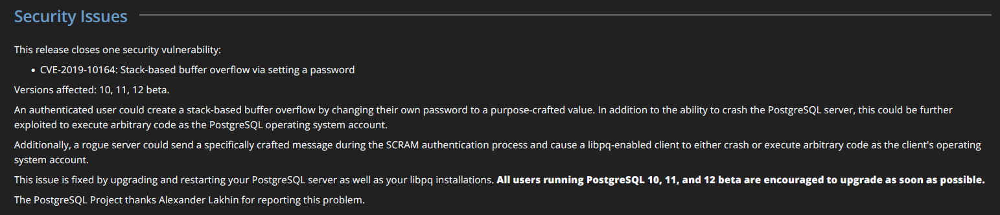 Security Issues
This release closes one security vulnerability:
• CVE-2019-10164: Stack-based buffer overflow via setting a password
Versions affected: 10, 11, 12 beta.
An authenticated user could create a stack-based buffer overflow by changing their own password to a purpose-crafted value. In addition to the ability to crash the PostgreSQL server, this could be further
exploited to execute arbitrary code as the PostgreSQL operating system account.
Additionally, a rogue server could send a specifically crafted message during the SCRAM authentication process and cause a libpq-enabled client to either crash or execute arbitrary code as the client's operating
system account.
This issue is fixed by upgrading and restarting your PostgreSQL server as well as your libpq installations. All users running PostgreSQL 10, 11, and 12 beta are encouraged to upgrade as soon as possible.
The PostgreSQL Project thanks Alexander Lakhin for reporting this problem.